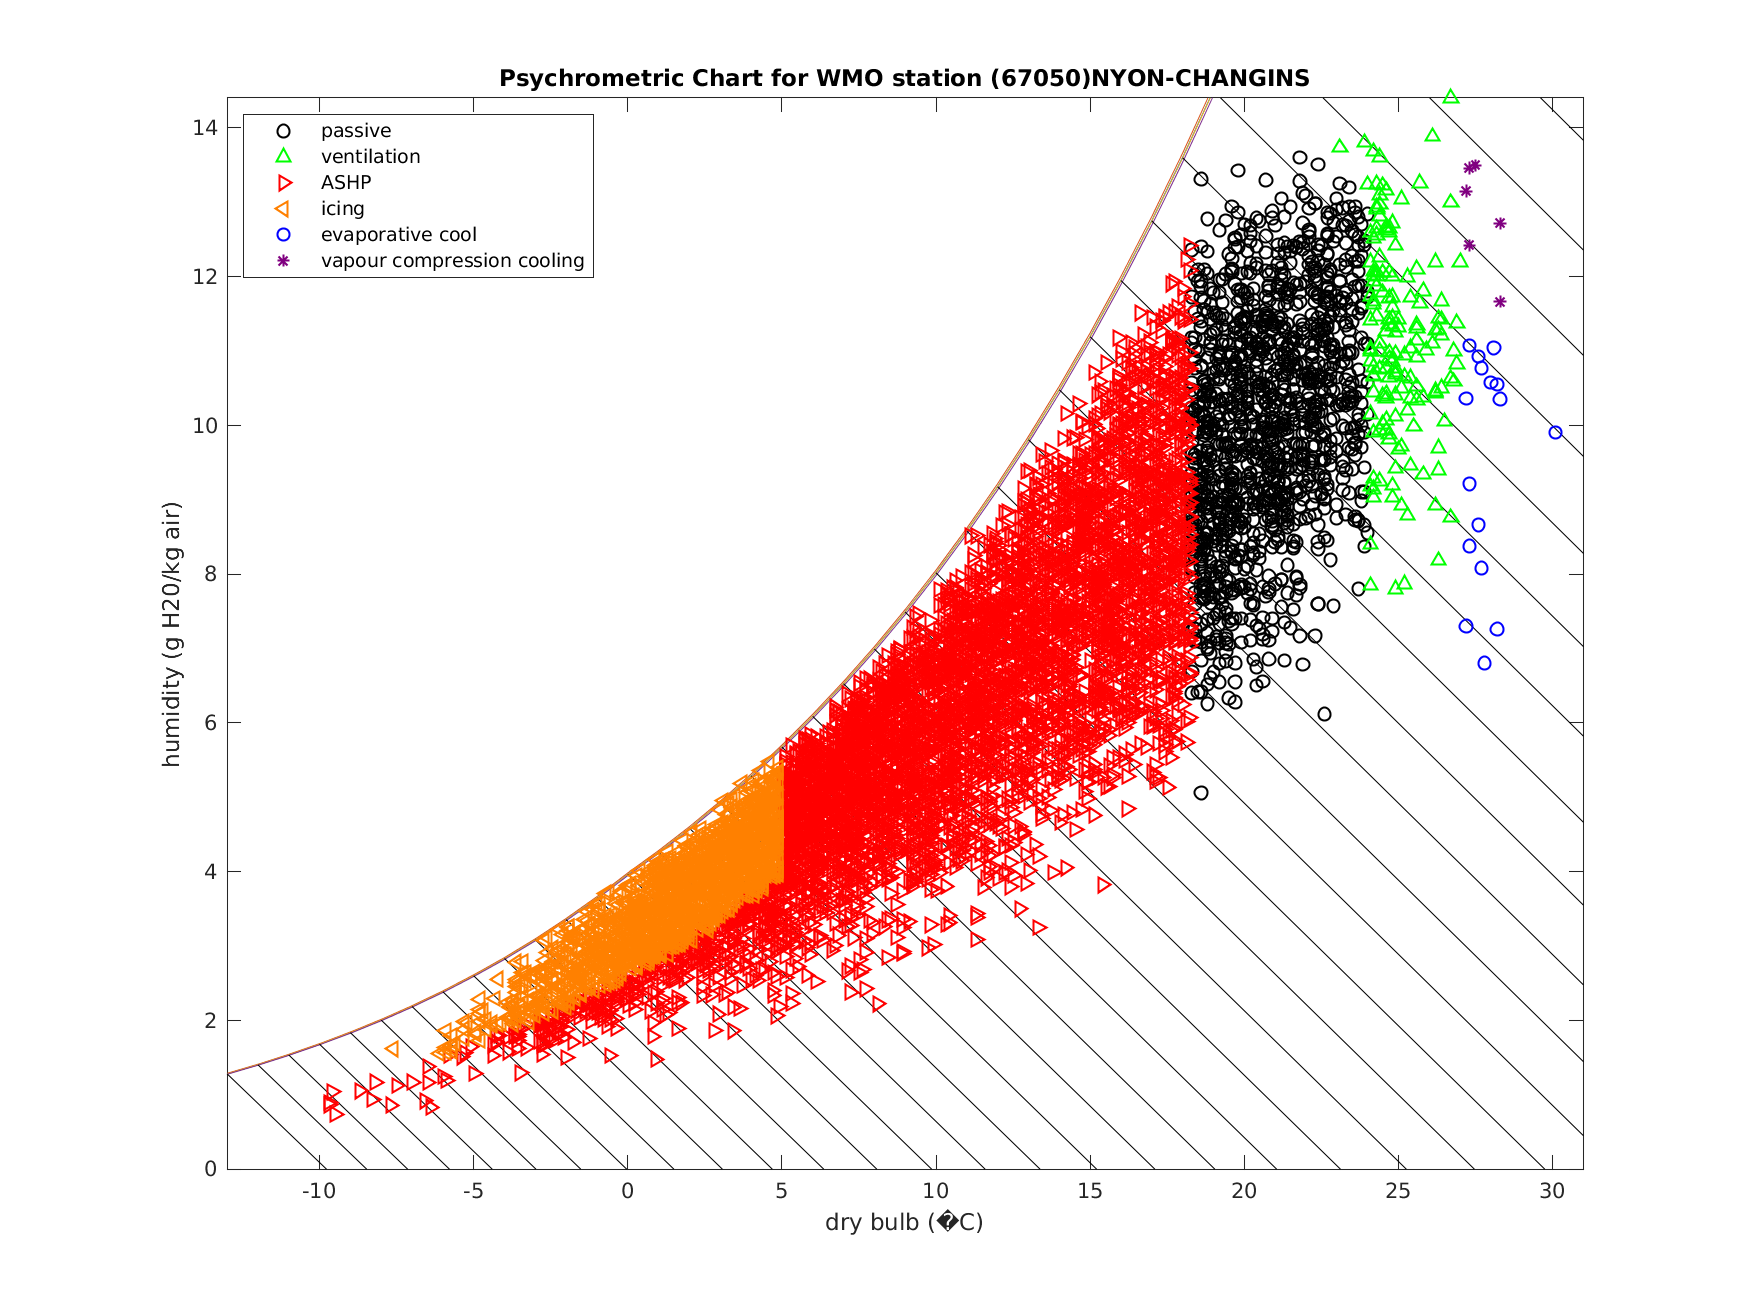 Psychrometric Chart for WMO station (67050)NYON-CHANGINS
passive
ventilation
ASHP
icing
evaporative cool
vapour compression cooling
humidity (g H20/kg air)
14
12
10
8
6
4
2
0
-10
-5
0
5
10
15
20
25
30
dry bulb (�C)